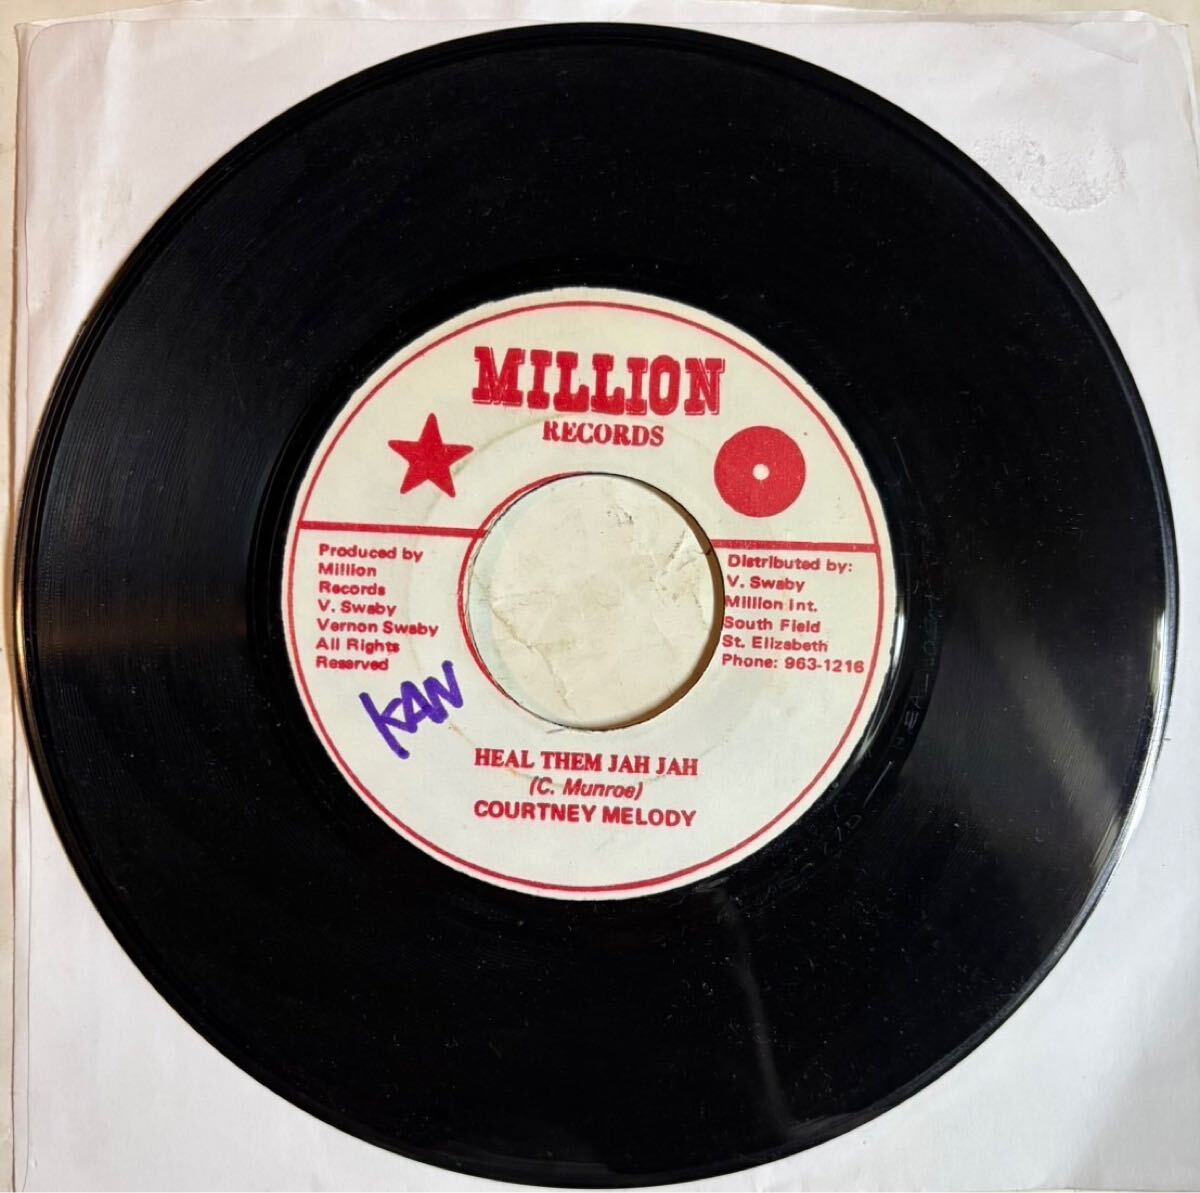 MILLION
RECORDS
Produced by
Million
Records
V. Swaby
Vernon Swaby
All Rights
Reserved
Distributed by:
V. Swaby
Million Int.
South Field
St. Elizabeth
Phone: 963-1216
KAN
HEAL THEM JAH JAH
(C. Munroe)
COURTNEY MELODY